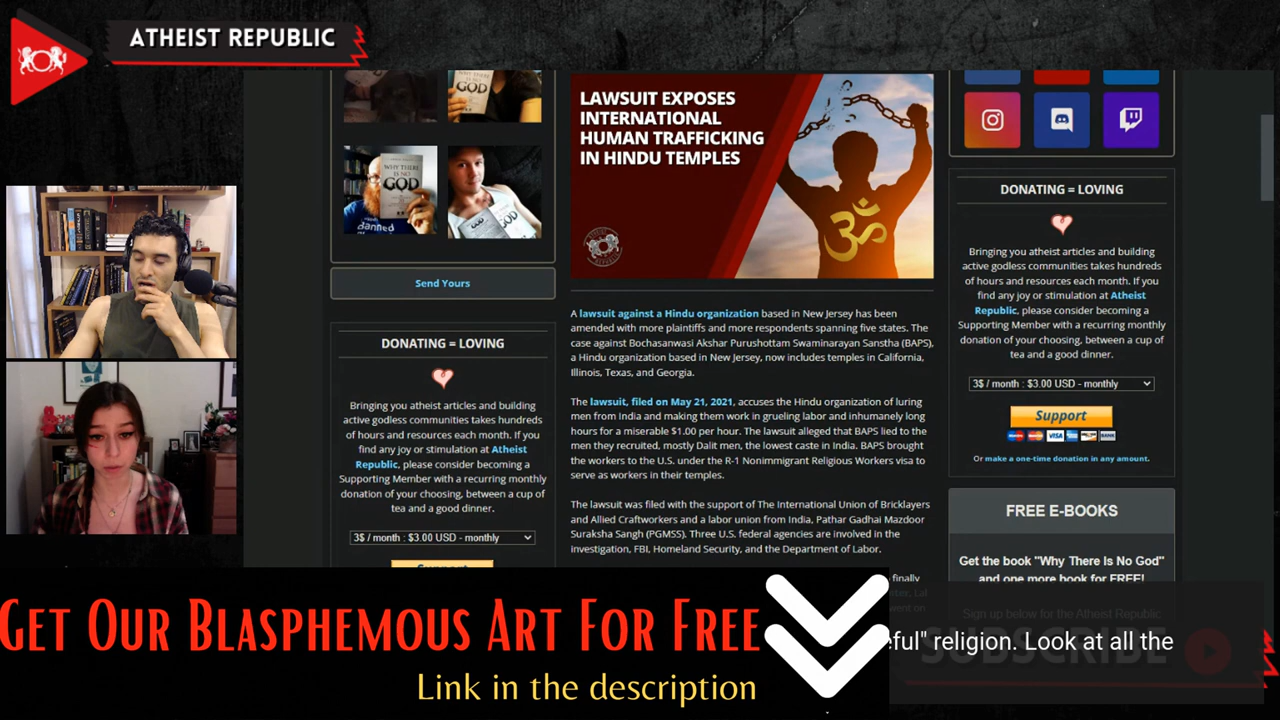 ATHEIST REPUBLIC
Send Yours
DONATING = LOVING
Bringing you atheist articles and building
active godless communities takes hundreds
of hours and resources each month. If you
find any joy or stimulation at Atheist
Republic, please consider becoming a
Supporting Member with a recurring monthly
donation of your choosing, between a cup of
tea and a good dinner.
3$ / month : $3.00 USD - monthly
LAWSUIT EXPOSES
INTERNATIONAL
HUMAN TRAFFICKING
IN HINDU TEMPLES
ॐ
A lawsuit against a Hindu organization based in New Jersey has been
amended with more plaintiffs and more respondents spanning five states. The
case against Bochasanwasi Akshar Purushottam Swaminarayan Sanstha (BAPS),
a Hindu organization based in New Jersey, now includes temples in California,
Illinois, Texas, and Georgia.
The lawsuit, filed on May 21, 2021, accuses the Hindu organization of luring
men from India and making them work in grueling labor and inhumanely long
hours for a miserable $1.00 per hour. The lawsuit alleged that BAPS lied to the
men they recruited, mostly Dalit men, the lowest caste in India. BAPS brought
the workers to the U.S. under the R-1 Nonimmigrant Religious Workers visa to
serve as workers in their temples.
The lawsuit was filed with the support of The International Union of Bricklayers
and Allied Craftworkers and a labor union from India, Pathar Gadhai Mazdoor
Suraksha Sangh (PGMSS). Three U.S. federal agencies are involved in the
investigation, FBI, Homeland Security, and the Department of Labor.
finally
DONATING = LOVING
Bringing you atheist articles and building
active godless communities takes hundreds
of hours and resources each month. If you
find any joy or stimulation at Atheist
Republic, please consider becoming a
Supporting Member with a recurring monthly
donation of your choosing, between a cup of
tea and a good dinner.
3$ / month : $3.00 USD - monthly
Support
VISA
Or make a one-time donation in any amount.
FREE E-BOOKS
Get the book "Why There Is No God"
and one more book for FREE!
Sign up below for the Atheist Republic
SUBSCRIBE
eful" religion. Look at all the
GET OUR BLASPHEMOUS ART FOR FREE
Link in the description